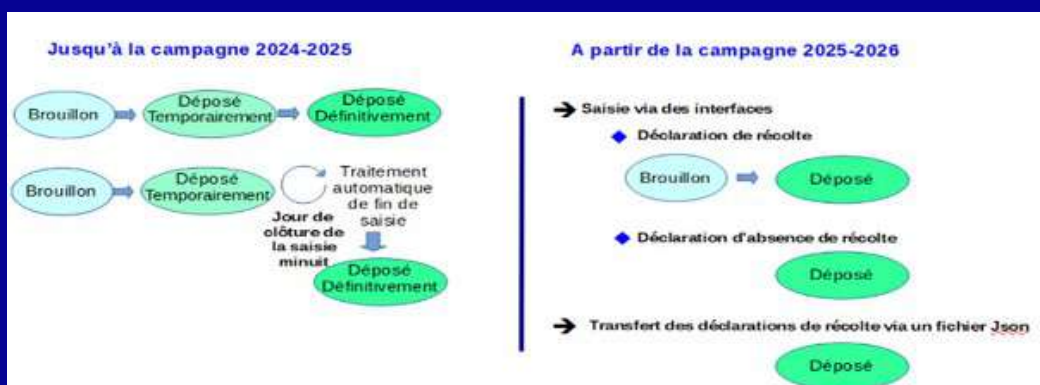 Jusqu'à la campagne 2024-2025
Brouillon
Déposé
Temporairement
Déposé
Définitivement
Brouillon
Déposé
Temporairement
Traitement
automatique
de fin de
saisie
Jour de
clôture de
la saisie
minuit
Déposé
Définitivement
A partir de la campagne 2025-2026
Saisie via des interfaces
Déclaration de récolte
Brouillon
Déposé
Déclaration d'absence de récolte
Déposé
Transfert des déclarations de récolte via un fichier Json
Déposé